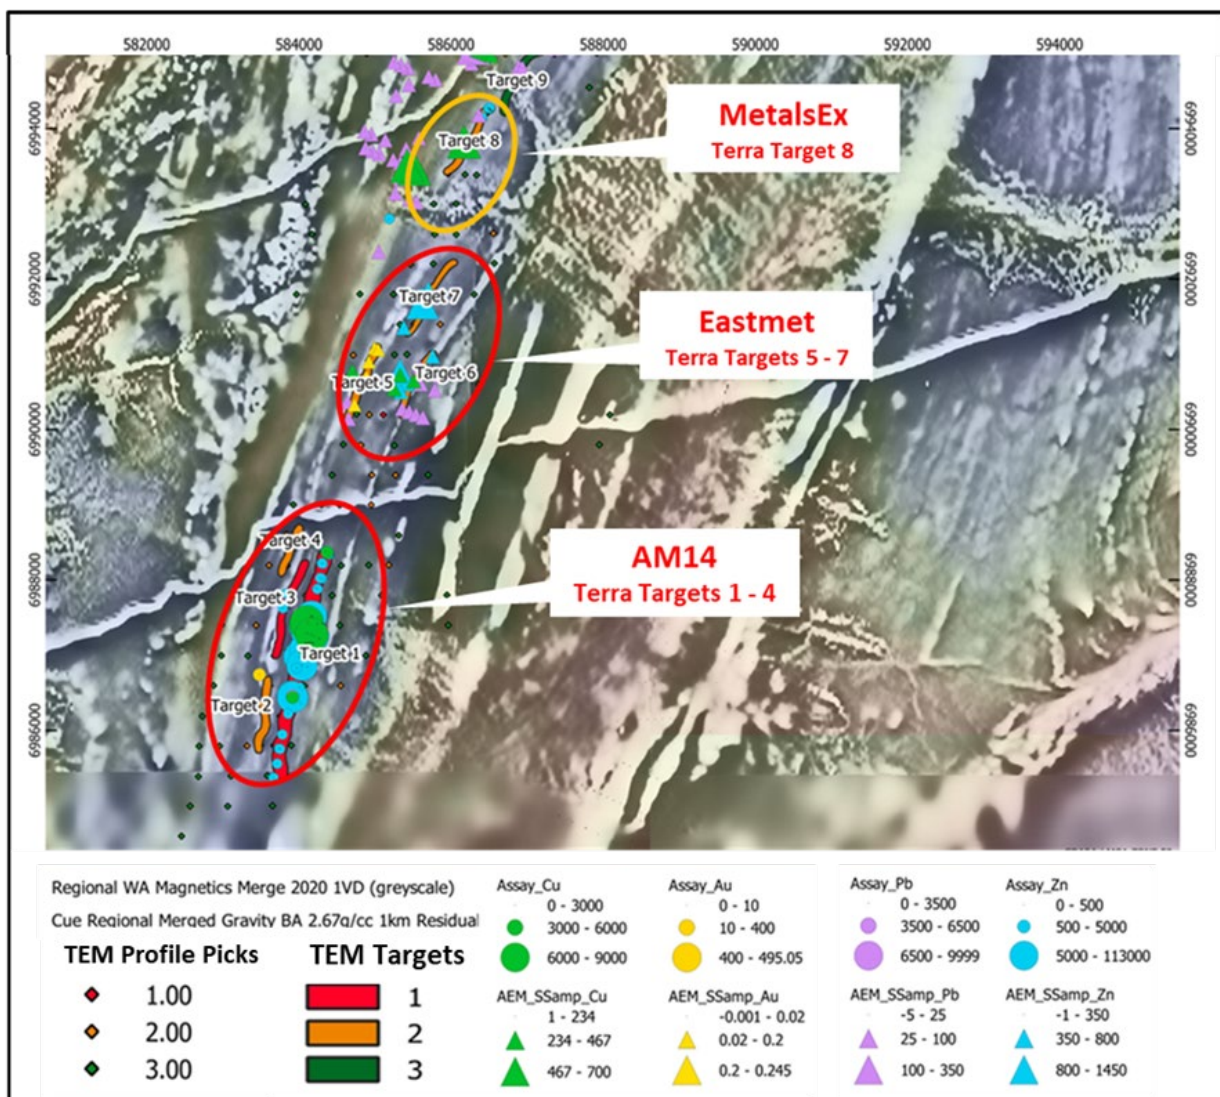 582000 584000 586000 588000 590000 592000 594000
Target 9
MetalsEx
Terra Target 8
6994000
6994000
Target 8
6992000
6992000
Target 7
Eastmet
Terra Targets 5 - 7
Target 6
Target 5
6990000
6990000
Target 4
AM14
Terra Targets 1 - 4
6988000
6988000
Target 3
Target 1
Target 2
6986000
6986000
Regional WA Magnetics Merge 2020 1VD (greyscale)
Cue Regional Merged Gravity BA 2.67g/cc 1km Residual
TEM Profile Picks
1.00
2.00
3.00
TEM Targets
1
2
3
Assay_Cu
0 - 3000
3000 - 6000
6000 - 9000
AEM_SSamp_Cu
1 - 234
234 - 467
467 - 700
Assay_Au
0 - 10
10 - 400
400 - 495.05
AEM_SSamp_Au
-0.001 - 0.02
0.02 - 0.2
0.2 - 0.245
Assay_Pb
0 - 3500
3500 - 6500
6500 - 9999
AEM_SSamp_Pb
-5 - 25
25 - 100
100 - 350
Assay_Zn
0 - 500
500 - 5000
5000 - 113000
AEM_SSamp_Zn
-1 - 350
350 - 800
800 - 1450